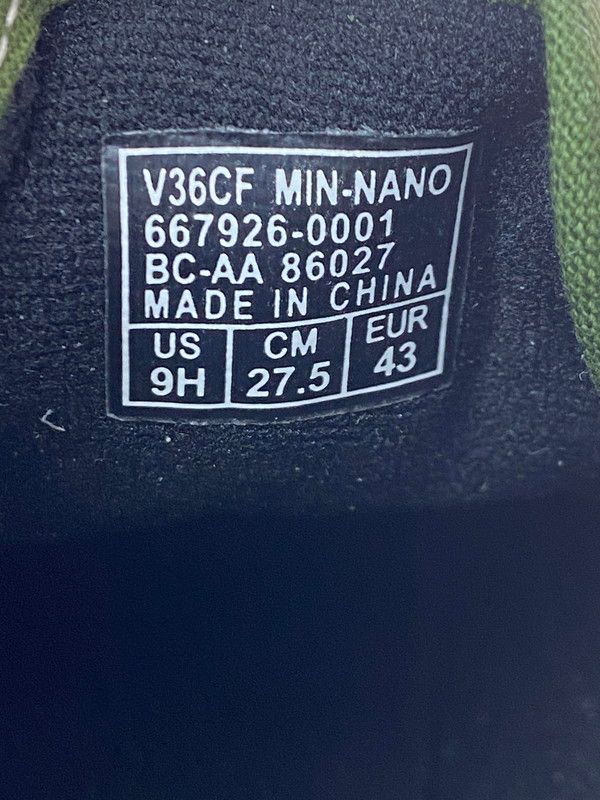 V36CF MIN-NANO
667926-0001
BC-AA 86027
MADE IN CHINA
US CM EUR
9H 27.5 43